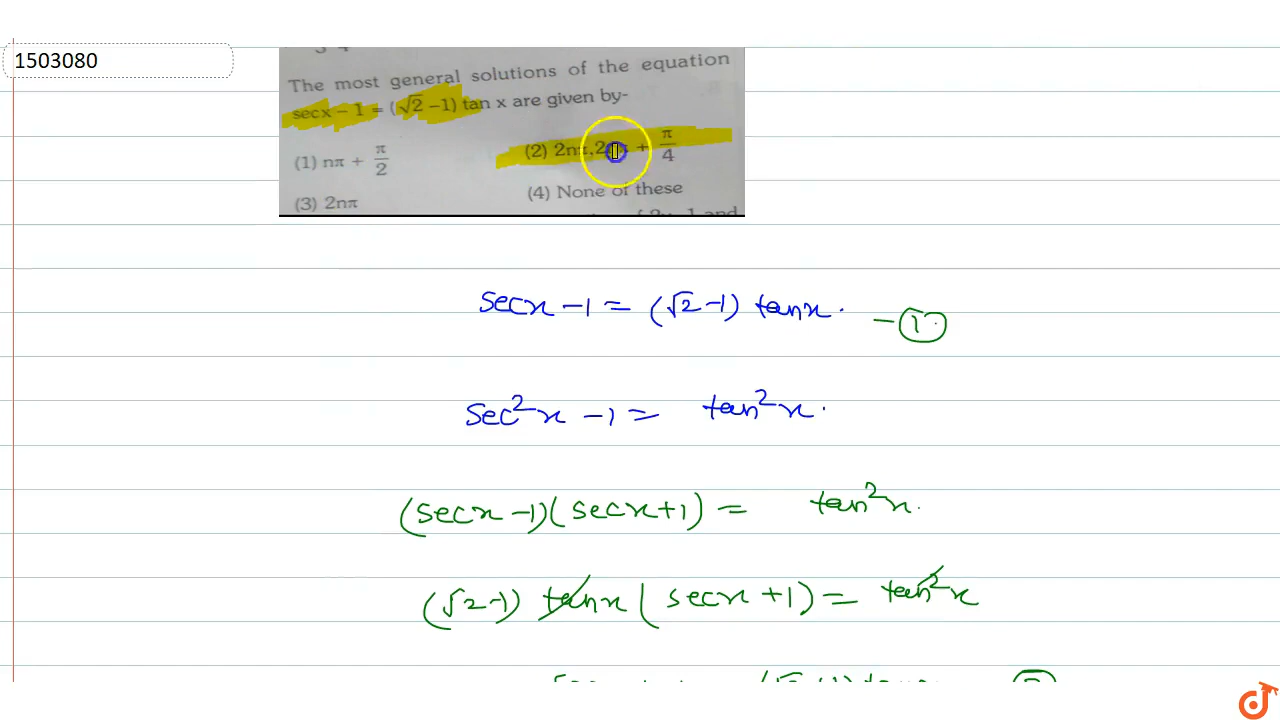 1503080
The most general solutions of the equation
secx – 1 = (√2 –1) tan x are given by-
(1) nπ + π/2
(2) 2nπ, 2nπ + π/4
(3) 2nπ
(4) None of these
secx – 1 = (√2 –1) tanx. – ①
sec²x – 1 = tan²x.
(secx –1)(secx+1) = tan²x.
(√2 –1) tanx (secx +1) = tan²x